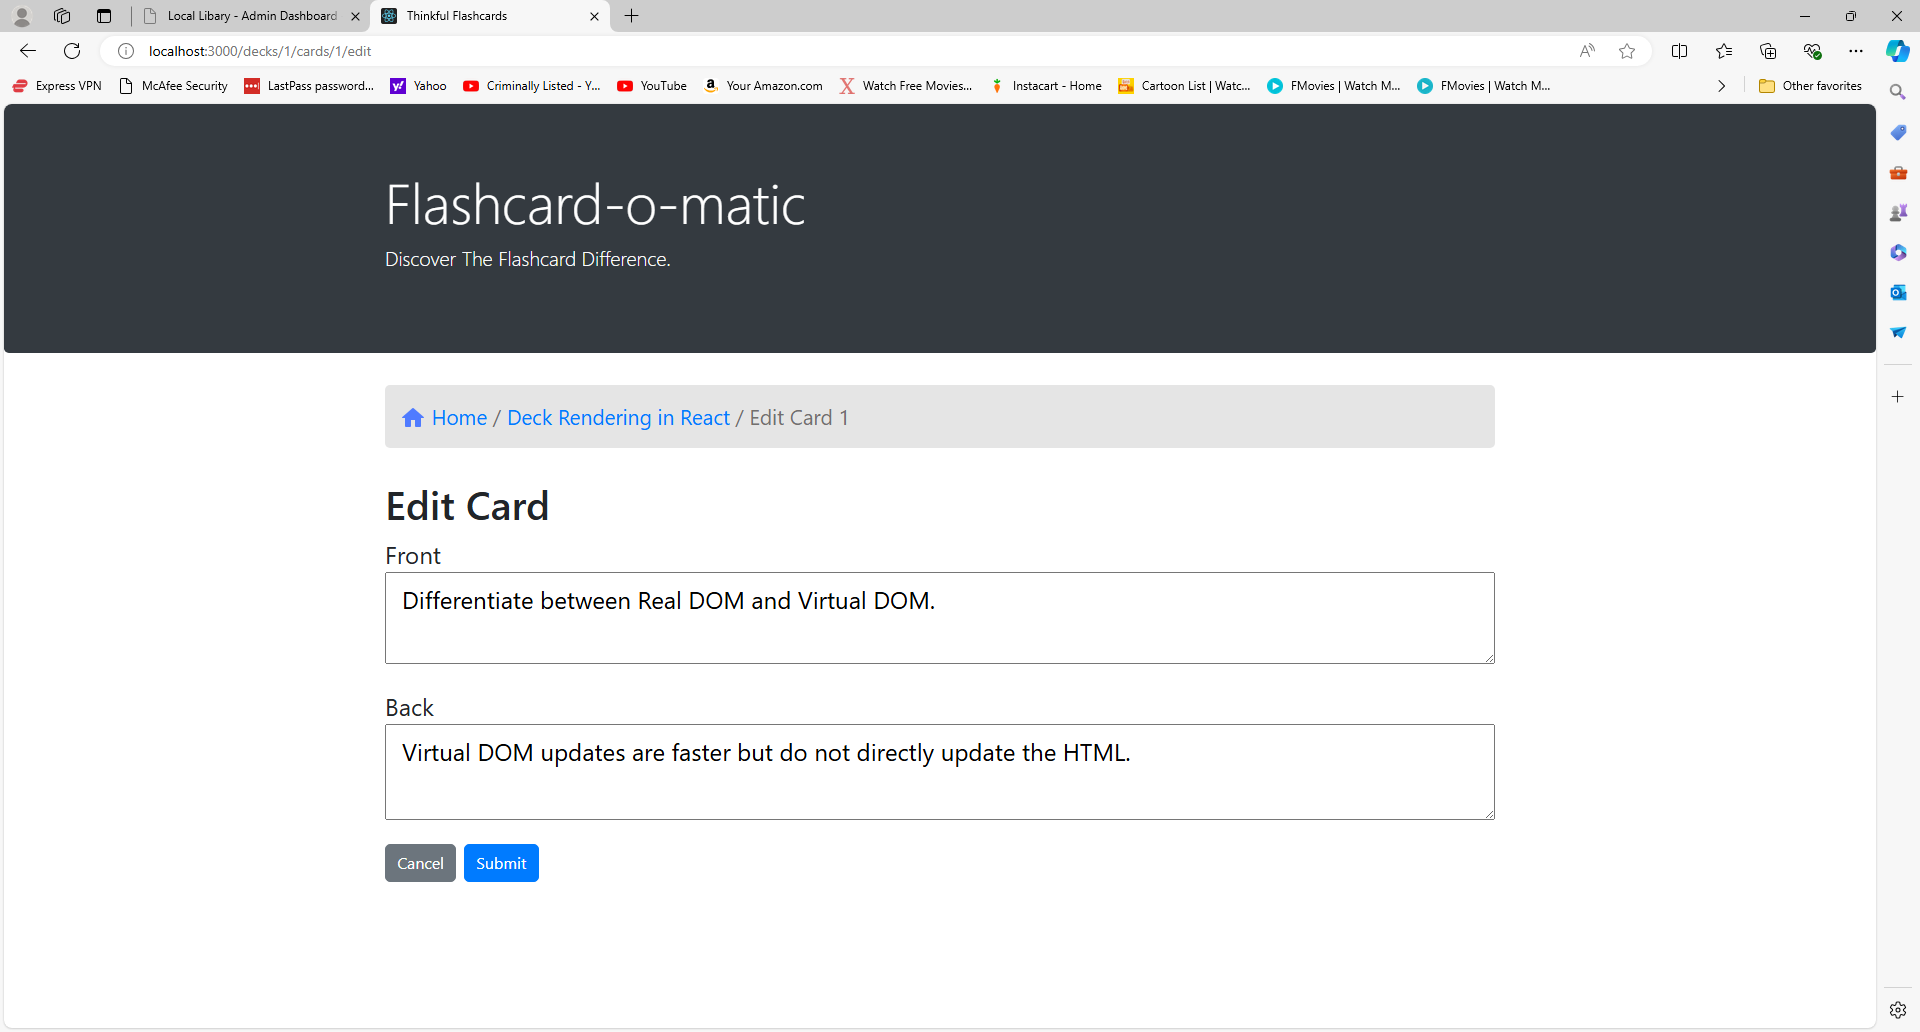 Local Libary - Admin Dashboard
Thinkful Flashcards
localhost:3000/decks/1/cards/1/edit
Express VPN
McAfee Security
LastPass password...
Yahoo
Criminally Listed - Y...
YouTube
Your Amazon.com
Watch Free Movies...
Instacart - Home
Cartoon List | Watc...
FMovies | Watch M...
FMovies | Watch M...
Other favorites
Flashcard-o-matic
Discover The Flashcard Difference.
Home / Deck Rendering in React / Edit Card 1
Edit Card
Front
Differentiate between Real DOM and Virtual DOM.
Back
Virtual DOM updates are faster but do not directly update the HTML.
Cancel Submit